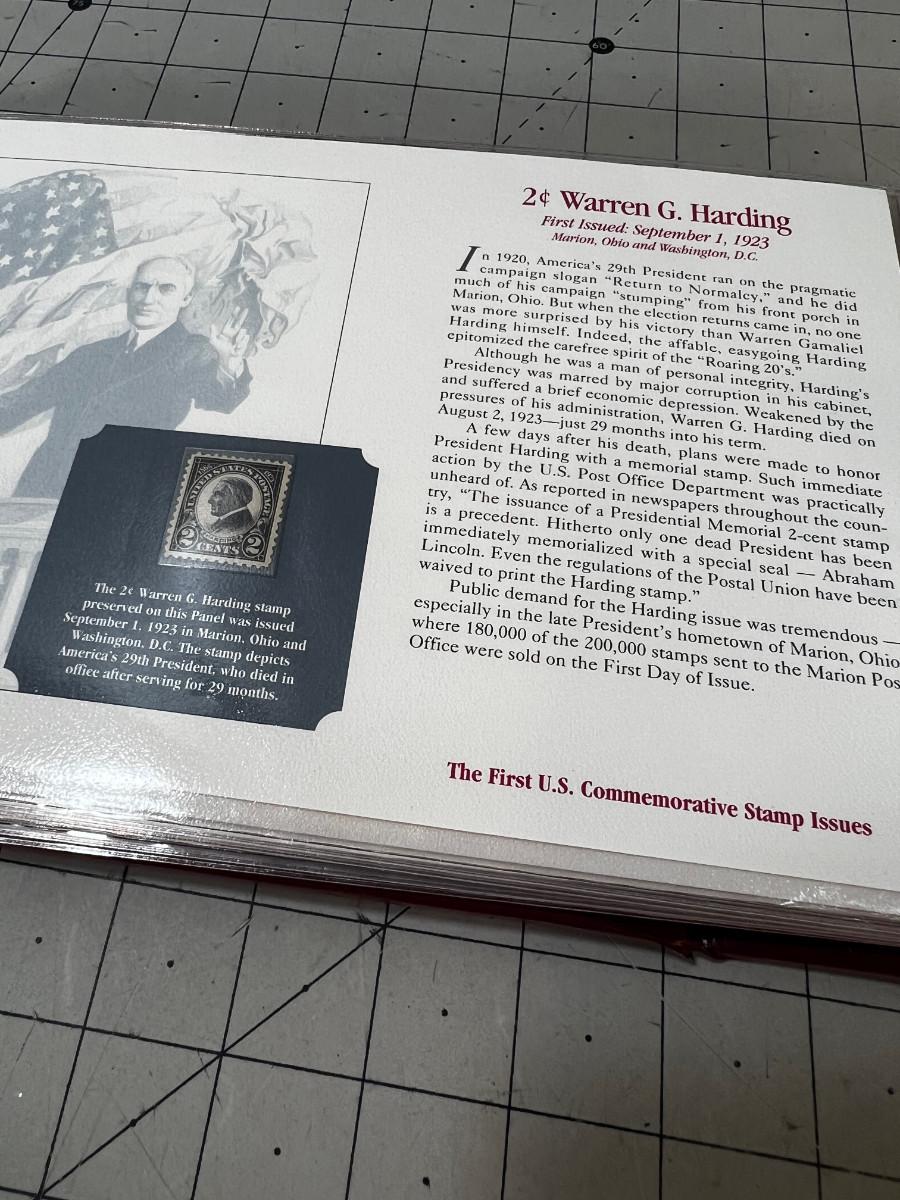 75°
60°
2¢ Warren G. Harding
First Issued: September 1, 1923
Marion, Ohio and Washington, D.C.
In 1920, America's 29th President ran on the pragmatic
campaign slogan "Return to Normalcy," and he did
much of his campaign "stumping" from his front porch in
Marion, Ohio. But when the election returns came in, no one
was more surprised by his victory than Warren Gamaliel
Harding himself. Indeed, the affable, easygoing Harding
epitomized the carefree spirit of the "Roaring 20's."
Although he was a man of personal integrity, Harding's
Presidency was marred by major corruption in his cabinet,
and suffered a brief economic depression. Weakened by the
pressures of his administration, Warren G. Harding died on
August 2, 1923—just 29 months into his term.
A few days after his death, plans were made to honor
President Harding with a memorial stamp. Such immediate
action by the U.S. Post Office Department was practically
unheard of. As reported in newspapers throughout the coun-
try, "The issuance of a Presidential Memorial 2-cent stamp
is a precedent. Hitherto only one dead President has been
immediately memorialized with a special seal — Abraham
Lincoln. Even the regulations of the Postal Union have been
waived to print the Harding stamp."
Public demand for the Harding issue was tremendous —
especially in the late President's hometown of Marion, Ohio
where 180,000 of the 200,000 stamps sent to the Marion Pos
Office were sold on the First Day of Issue.
UNITED STATES POSTAGE
2 CENTS 2
The 2¢ Warren G. Harding stamp
preserved on this Panel was issued
September 1, 1923 in Marion, Ohio and
Washington, D.C. The stamp depicts
America's 29th President, who died in
office after serving for 29 months.
The First U.S. Commemorative Stamp Issues